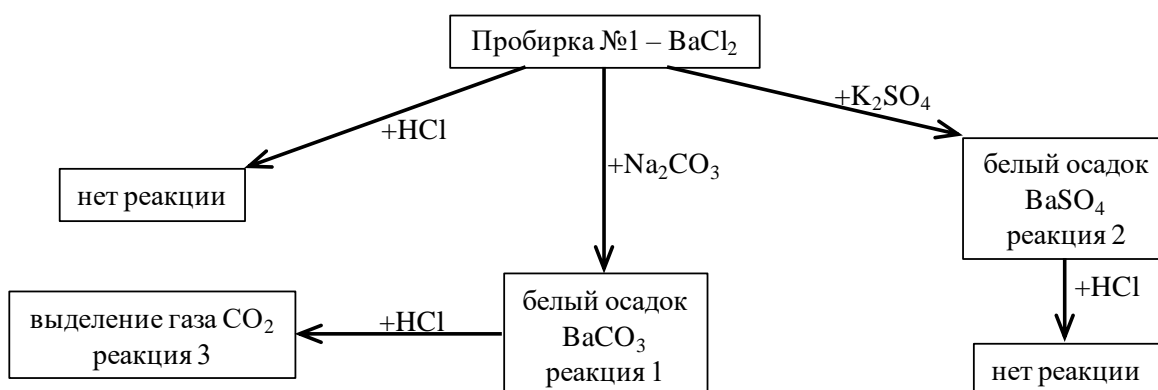 Пробирка №1 – BaCl₂
+HCl
+Na₂CO₃
+K₂SO₄
нет реакции
белый осадок
BaSO₄
реакция 2
+HCl
нет реакции
белый осадок
BaCO₃
реакция 1
+HCl
выделение газа CO₂
реакция 3